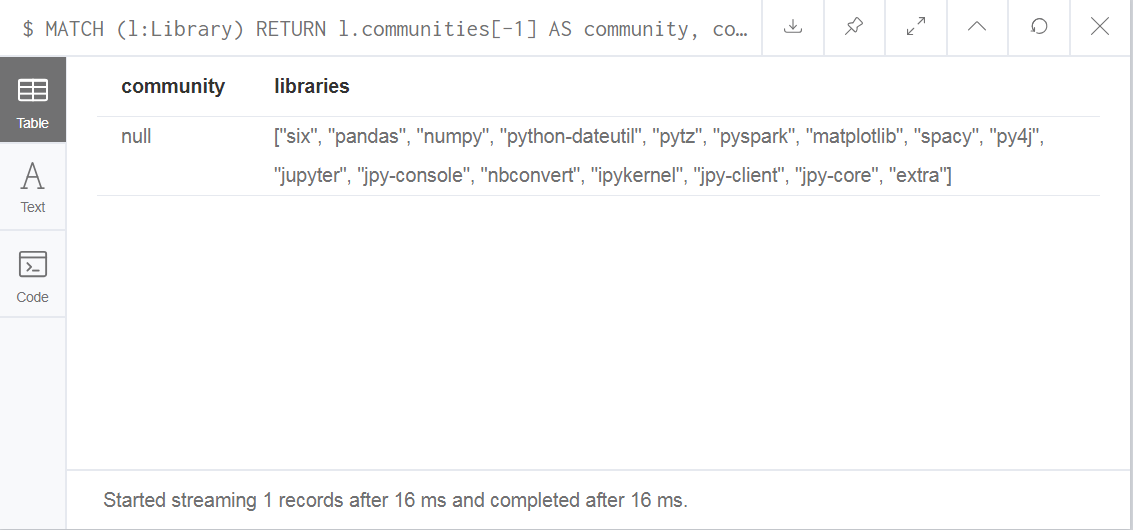 $ MATCH (l:Library) RETURN l.communities[-1] AS community, co…
Table
Text
Code
community libraries
null ["six", "pandas", "numpy", "python-dateutil", "pytz", "pyspark", "matplotlib", "spacy", "py4j",
"jupyter", "jpy-console", "nbconvert", "ipykernel", "jpy-client", "jpy-core", "extra"]
Started streaming 1 records after 16 ms and completed after 16 ms.